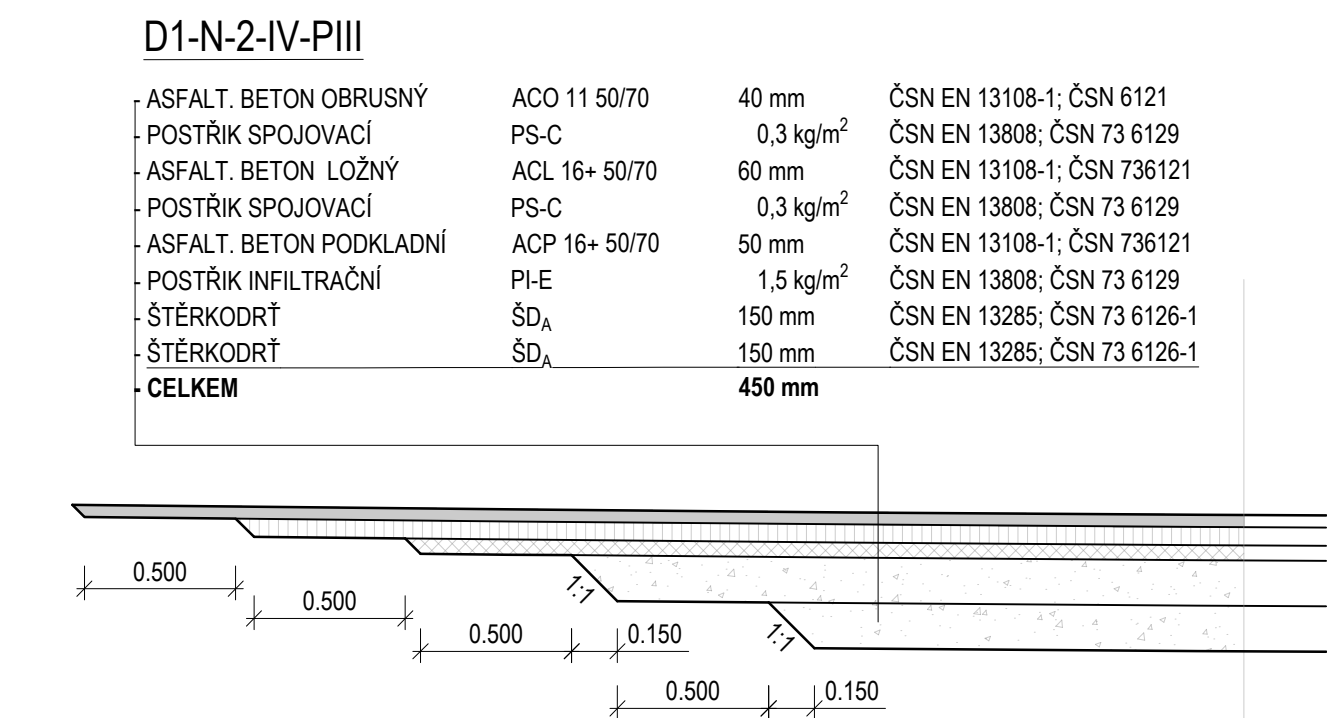 D1-N-2-IV-PIII
- ASFALT. BETON OBRUSNÝ ACO 11 50/70 40 mm ČSN EN 13108-1; ČSN 6121
- POSTŘIK SPOJOVACÍ PS-C 0,3 kg/m² ČSN EN 13808; ČSN 73 6129
- ASFALT. BETON LOŽNÝ ACL 16+ 50/70 60 mm ČSN EN 13108-1; ČSN 736121
- POSTŘIK SPOJOVACÍ PS-C 0,3 kg/m² ČSN EN 13808; ČSN 73 6129
- ASFALT. BETON PODKLADNÍ ACP 16+ 50/70 50 mm ČSN EN 13108-1; ČSN 736121
- POSTŘIK INFILTRAČNÍ PI-E 1,5 kg/m² ČSN EN 13808; ČSN 73 6129
- ŠTĚRKODRŤ ŠDA 150 mm ČSN EN 13285; ČSN 73 6126-1
- ŠTĚRKODRŤ ŠDA 150 mm ČSN EN 13285; ČSN 73 6126-1
- CELKEM 450 mm
0.500
1:1
0.500
0.500 0.150
1:1
0.500 0.150